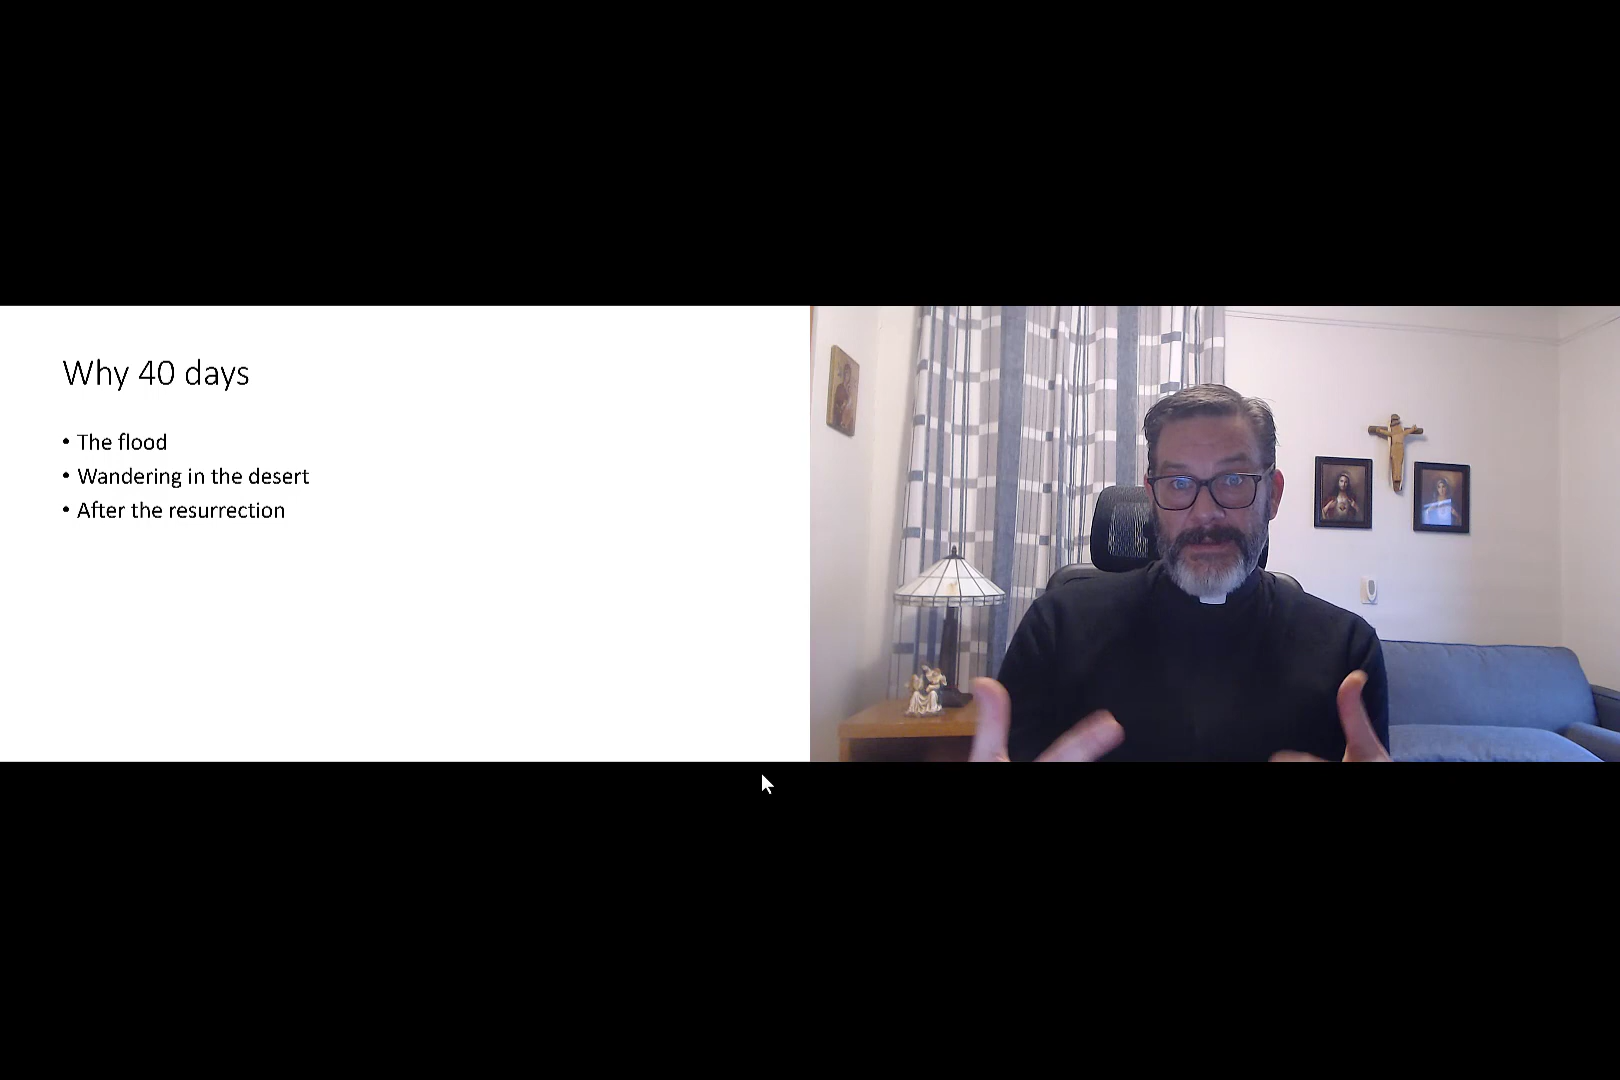 Why 40 days
• The flood
• Wandering in the desert
• After the resurrection